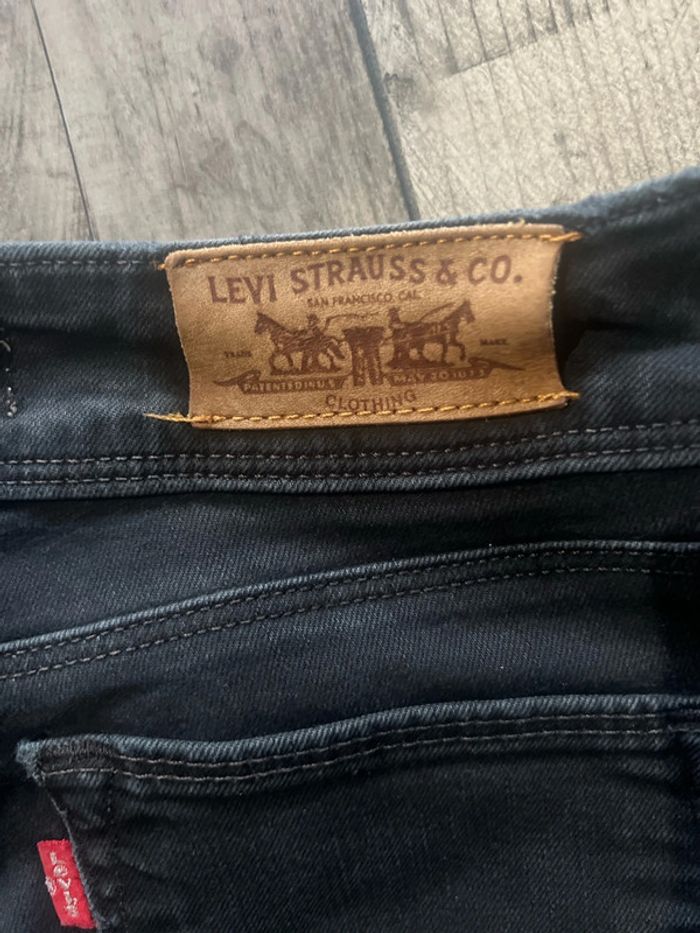 LEVI STRAUSS & CO.
SAN FRANCISCO, CAL.
TRADE MARK
PATENTED IN U.S. MAY 20 1873
CLOTHING
LEVI'S